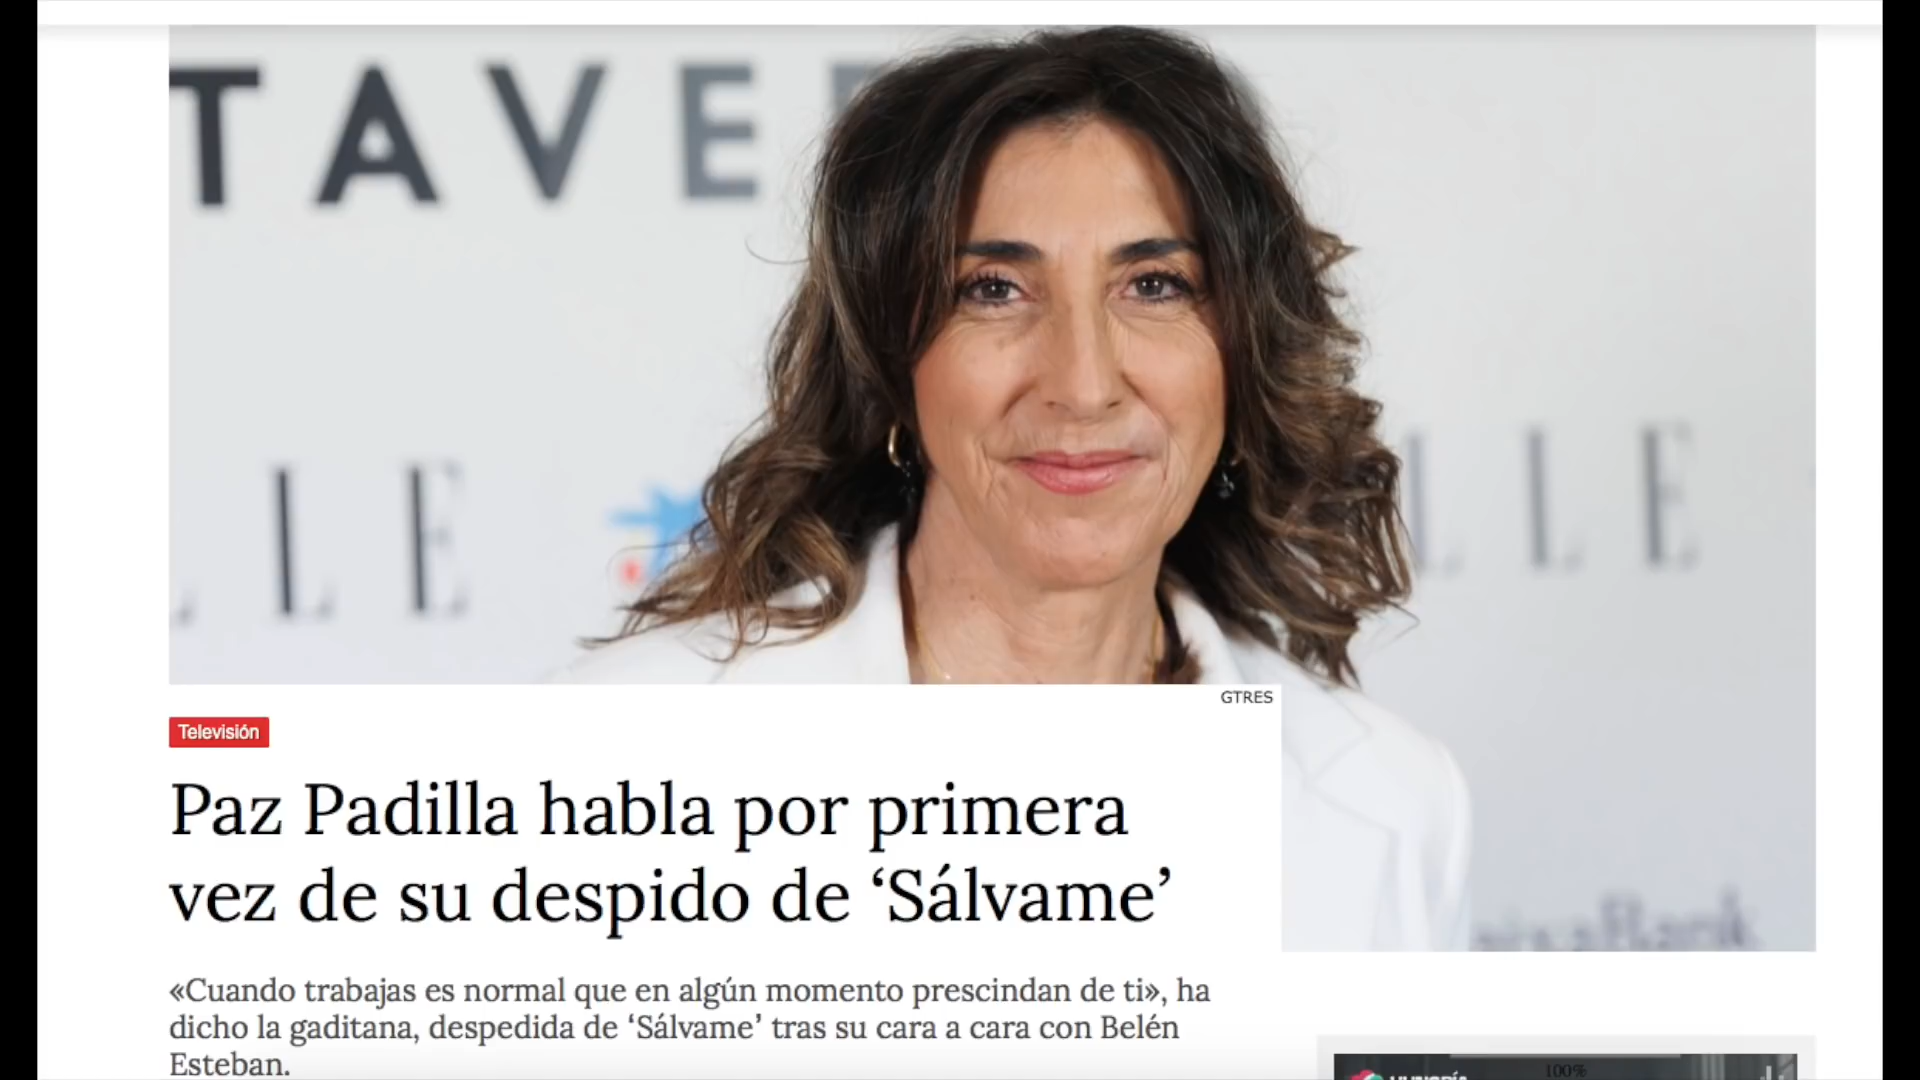 TAVE
LLE
LLE
aixaBank
GTRES
Televisión
Paz Padilla habla por primera
vez de su despido de ‘Sálvame’
«Cuando trabajas es normal que en algún momento prescindan de ti», ha
dicho la gaditana, despedida de ‘Sálvame’ tras su cara a cara con Belén
Esteban.
HUNGRÍA
100%